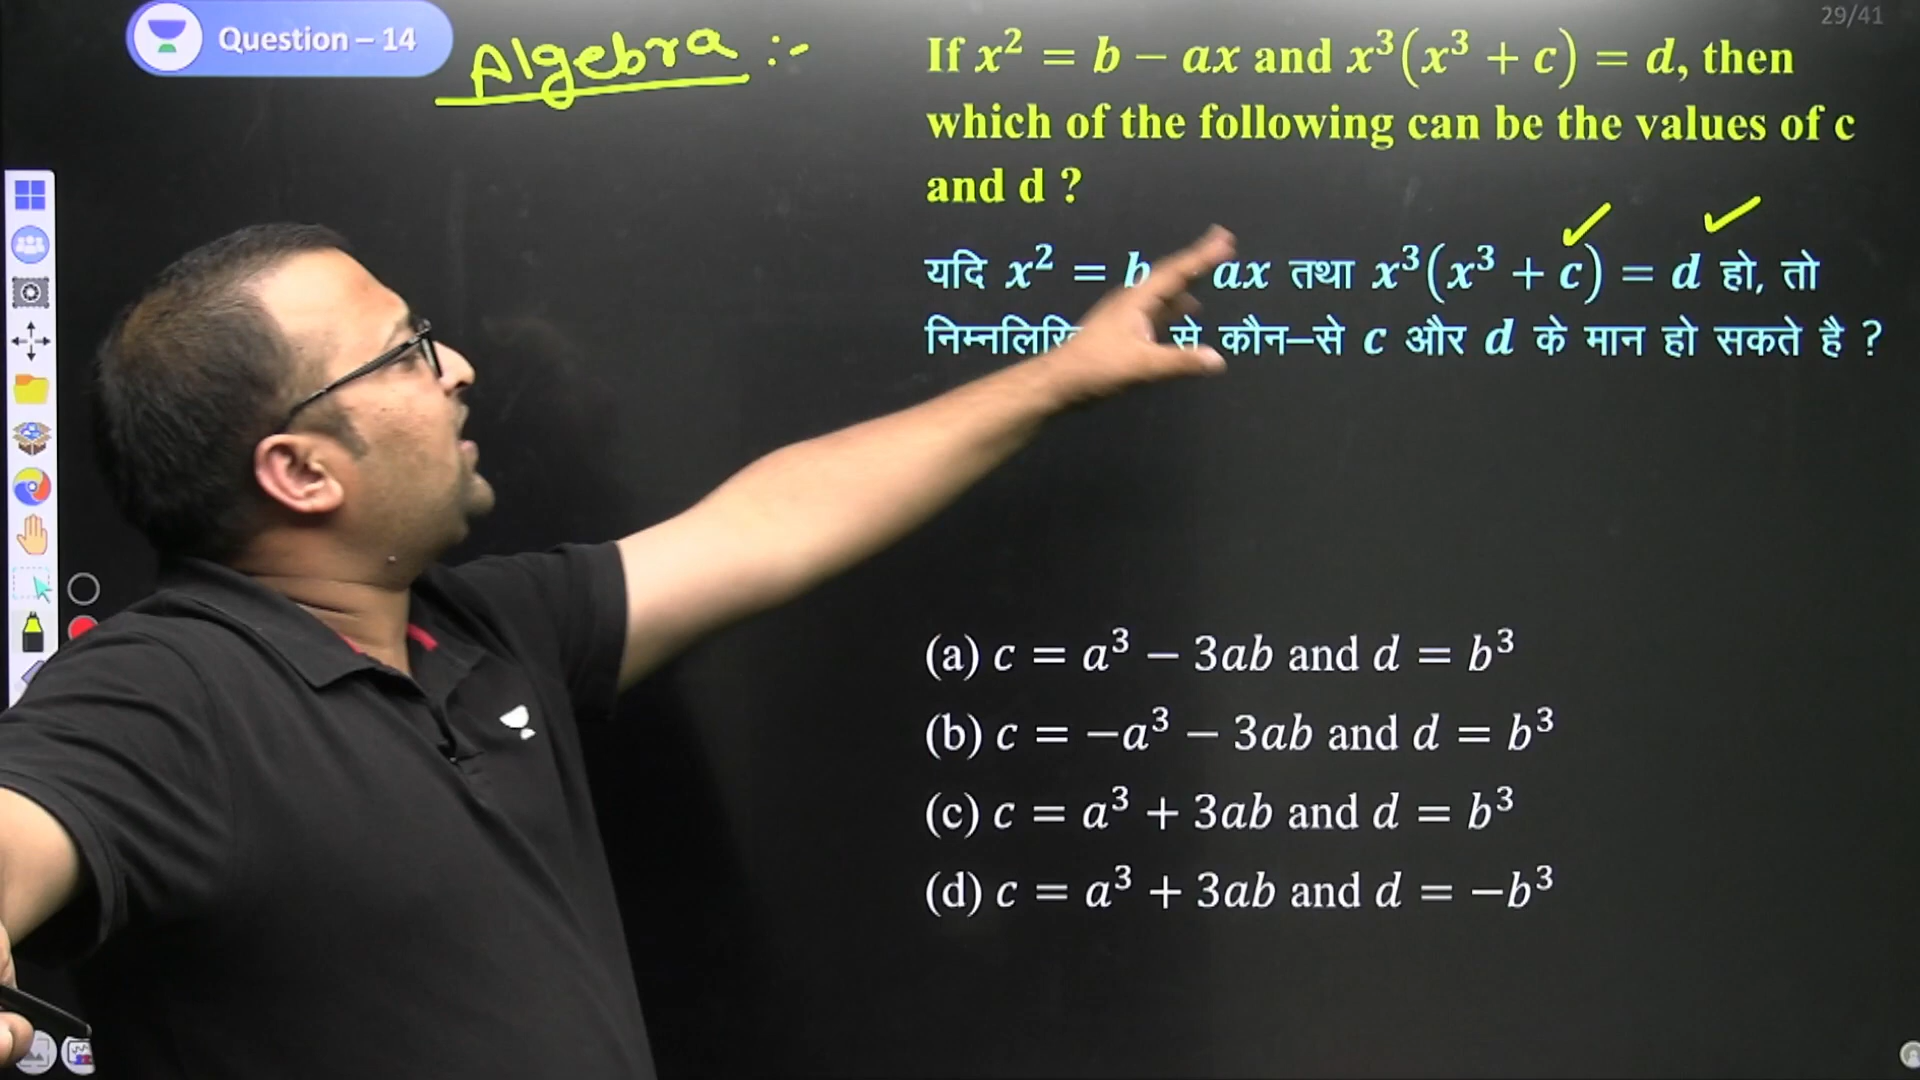 29/41
Question – 14
Algebra :-
If x² = b − ax and x³(x³ + c) = d, then
which of the following can be the values of c
and d ?
यदि x² = b ax तथा x³(x³ + c) = d हो, तो
से कौन–से c और d के मान हो सकते है ?
(a) c = a³ − 3ab and d = b³
(b) c = −a³ − 3ab and d = b³
(c) c = a³ + 3ab and d = b³
(d) c = a³ + 3ab and d = −b³